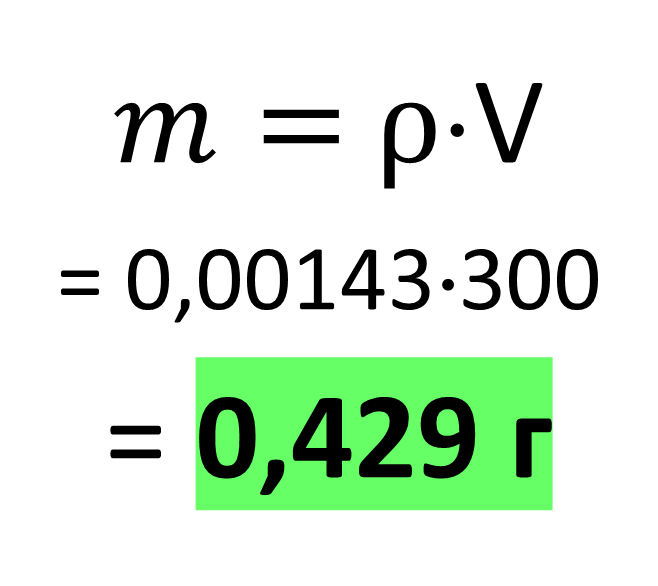 m = ρ·V
= 0,00143·300
= 0,429 г